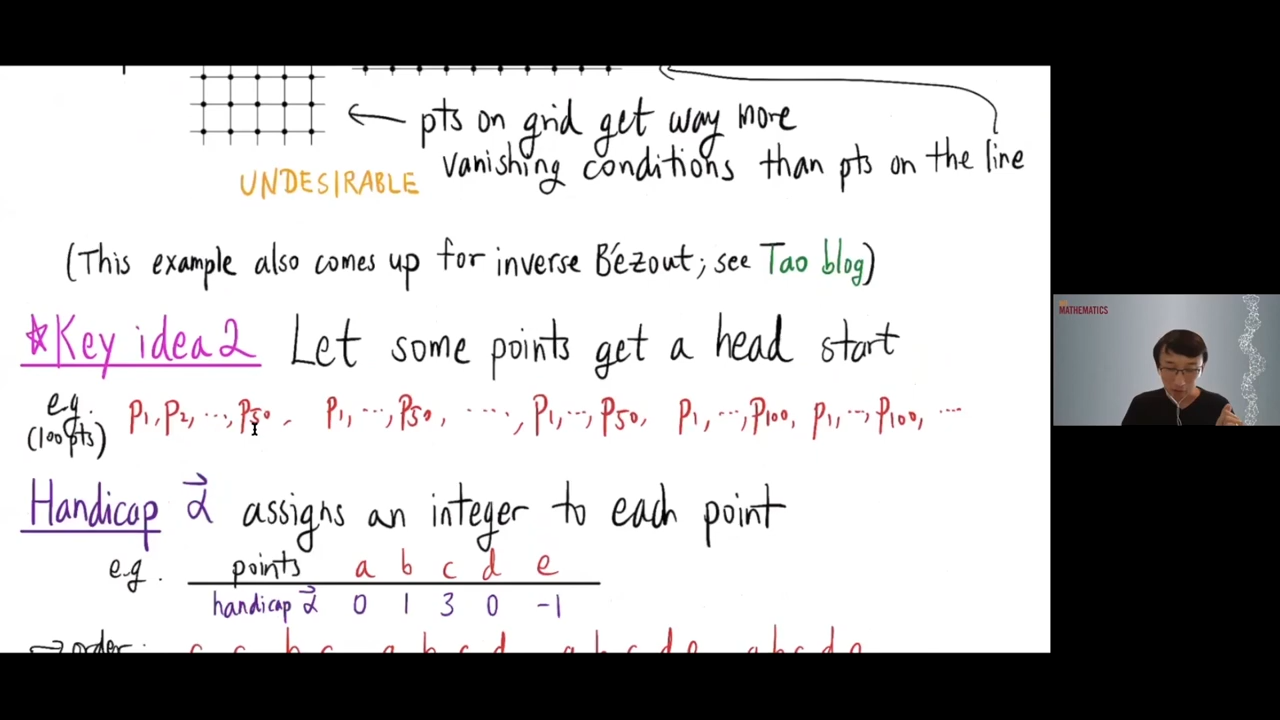 ← pts on grid get way more
UNDESIRABLE vanishing conditions than pts on the line
(This example also comes up for inverse Bézout; see Tao blog)
☆Key idea 2 Let some points get a head start
e.g. (100 pts) p₁, p₂, ..., p₅₀, p₁, ..., p₅₀, ....., p₁, ..., p₅₀, p₁, ..., p₁₀₀, p₁, ..., p₁₀₀, ...
Handicap α⃗ assigns an integer to each point
e.g. points a b c d e
handicap α⃗ 0 1 3 0 -1
MATHEMATICS